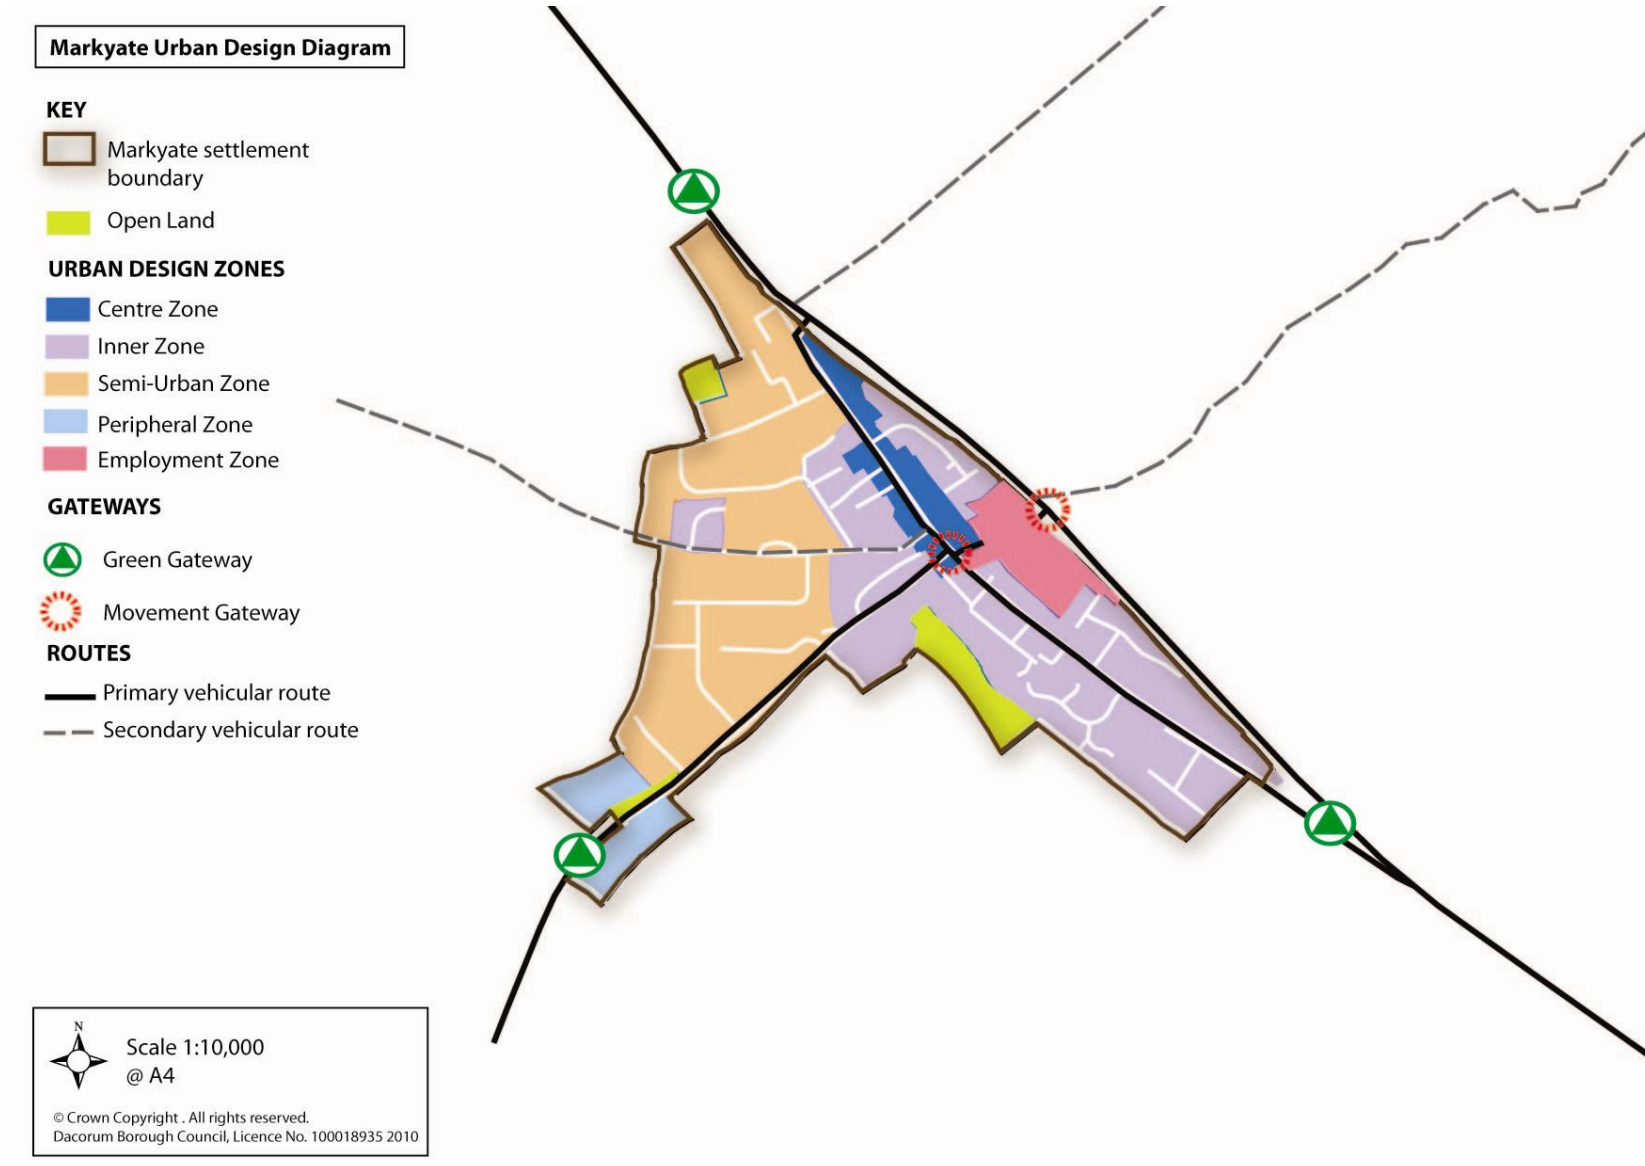 Markyate Urban Design Diagram
KEY
Markyate settlement
boundary
Open Land
URBAN DESIGN ZONES
Centre Zone
Inner Zone
Semi-Urban Zone
Peripheral Zone
Employment Zone
GATEWAYS
Green Gateway
Movement Gateway
ROUTES
Primary vehicular route
Secondary vehicular route
N
Scale 1:10,000
@ A4
© Crown Copyright . All rights reserved.
Dacorum Borough Council, Licence No. 100018935 2010